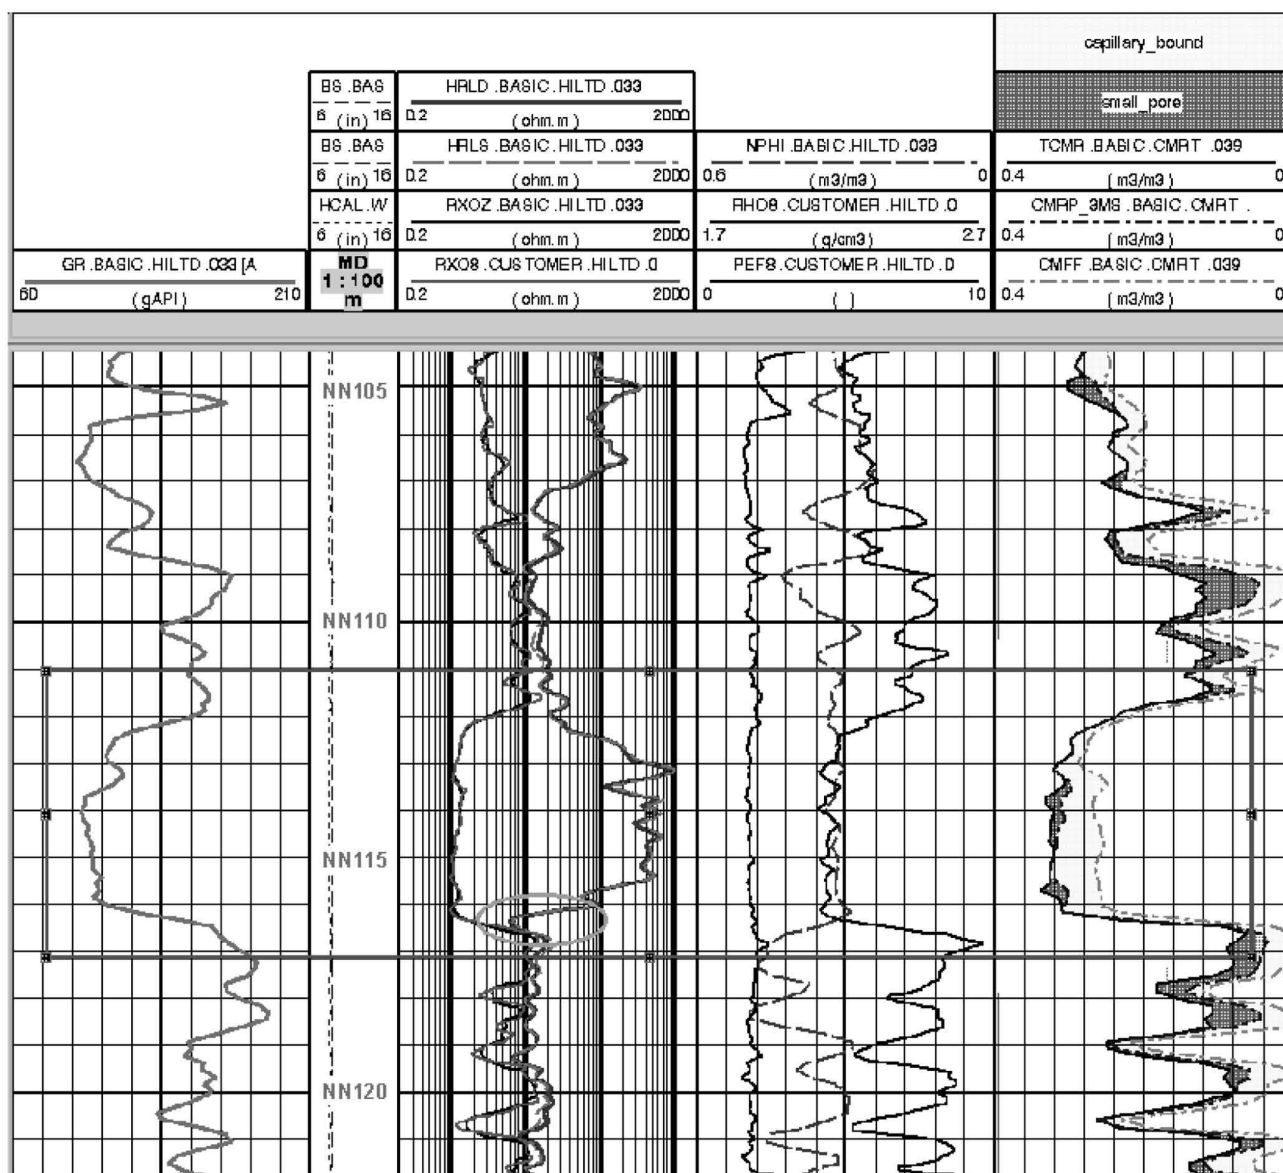 capillary_bound
BS .BAS
HRLD .BASIC.HILTD .033
small_pore
6 (in) 16
0.2 (ohm.m) 2000
BS .BAS
HRLS .BASIC.HILTD .033
NPHI .BASIC.HILTD .033
TCMR .BASIC.CMRT .039
6 (in) 16
0.2 (ohm.m) 2000
0.6 (m3/m3) 0
0.4 (m3/m3) 0
HCAL .W
RXOZ .BASIC.HILTD .033
RHO8 .CUSTOMER .HILTD .0
CMRP_3MS .BASIC.CMRT .
6 (in) 16
0.2 (ohm.m) 2000
1.7 (g/cm3) 2.7
0.4 (m3/m3) 0
GR .BASIC.HILTD .033 [A
MD
RXO8 .CUSTOMER .HILTD .0
PEF8 .CUSTOMER .HILTD .0
CMFF .BASIC.CMRT .039
60 (gAPI) 210
1 : 100
m
0.2 (ohm.m) 2000
0 ( ) 10
0.4 (m3/m3) 0
NN105
NN110
NN115
NN120